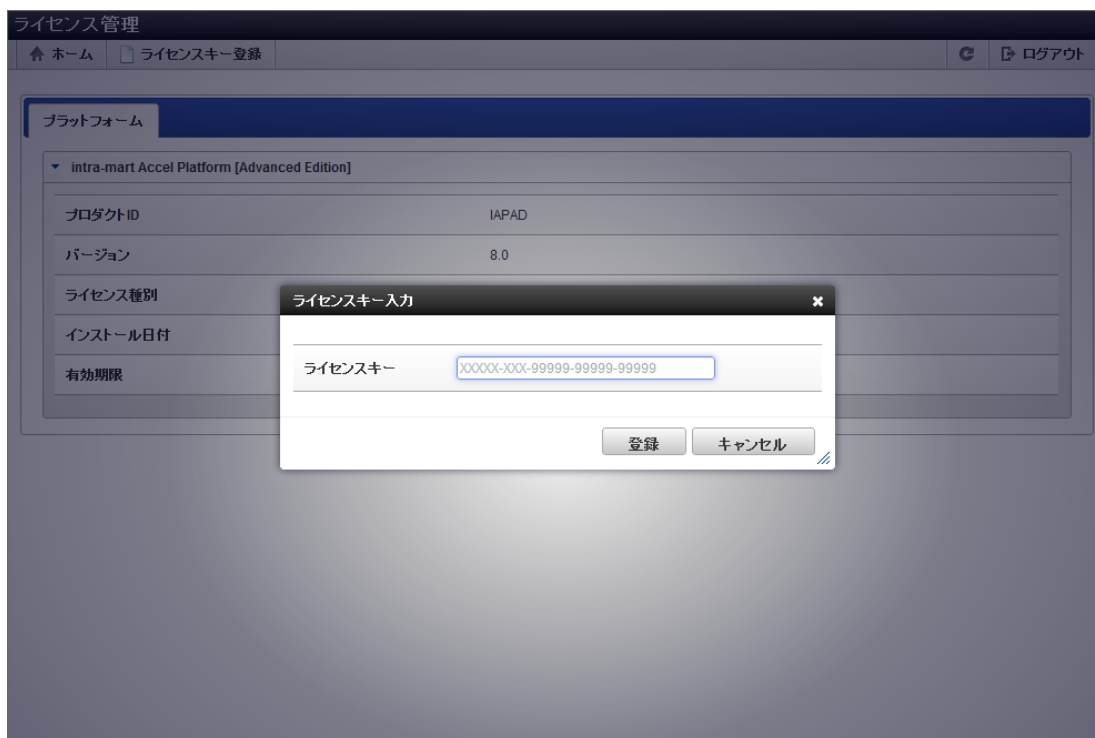 ライセンス管理
ホーム ライセンスキー登録 ログアウト
プラットフォーム
intra-mart Accel Platform [Advanced Edition]
プロダクトID IAPAD
バージョン 8.0
ライセンス種別
ライセンスキー入力
インストール日付
ライセンスキー XXXXX-XXX-99999-99999-99999
有効期限
登録 キャンセル